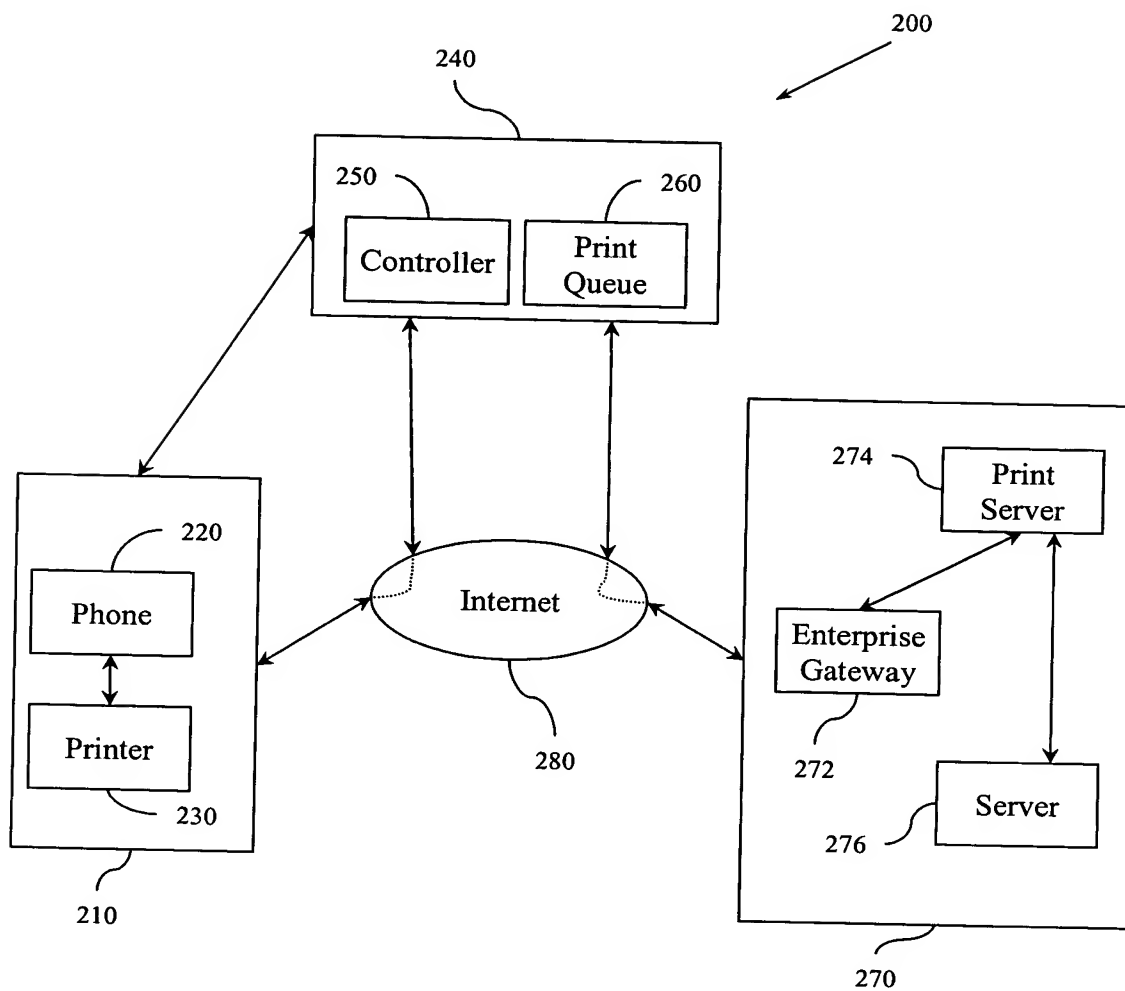 200
240
250
260
Controller
Print
Queue
274
Print
Server
220
Phone
Internet
Enterprise
Gateway
Printer
280
272
230
Server
276
210
270